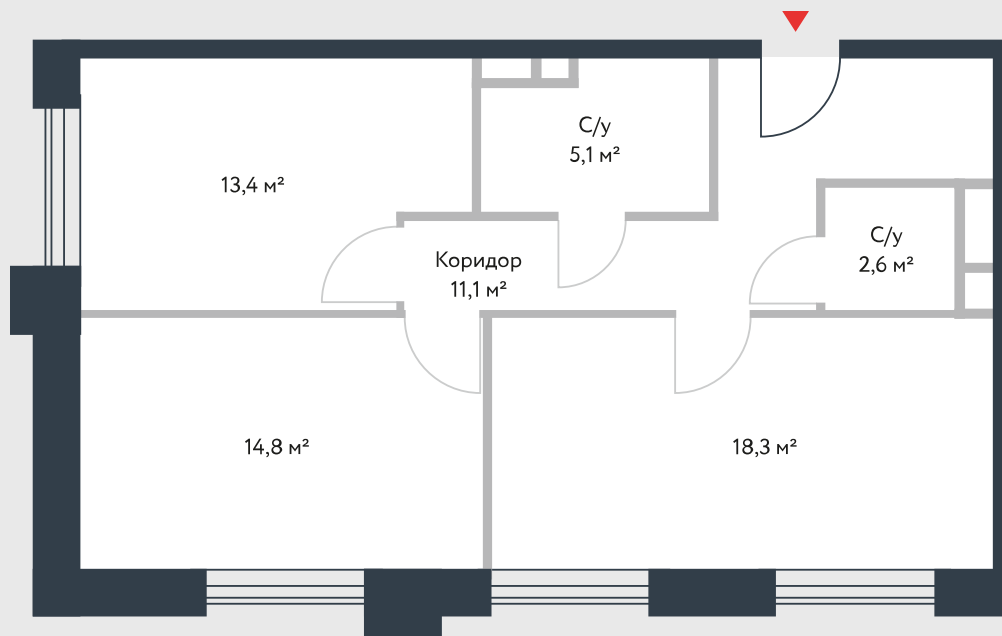 С/у
5,1 м²
13,4 м²
С/у
2,6 м²
Коридор
11,1 м²
14,8 м²
18,3 м²